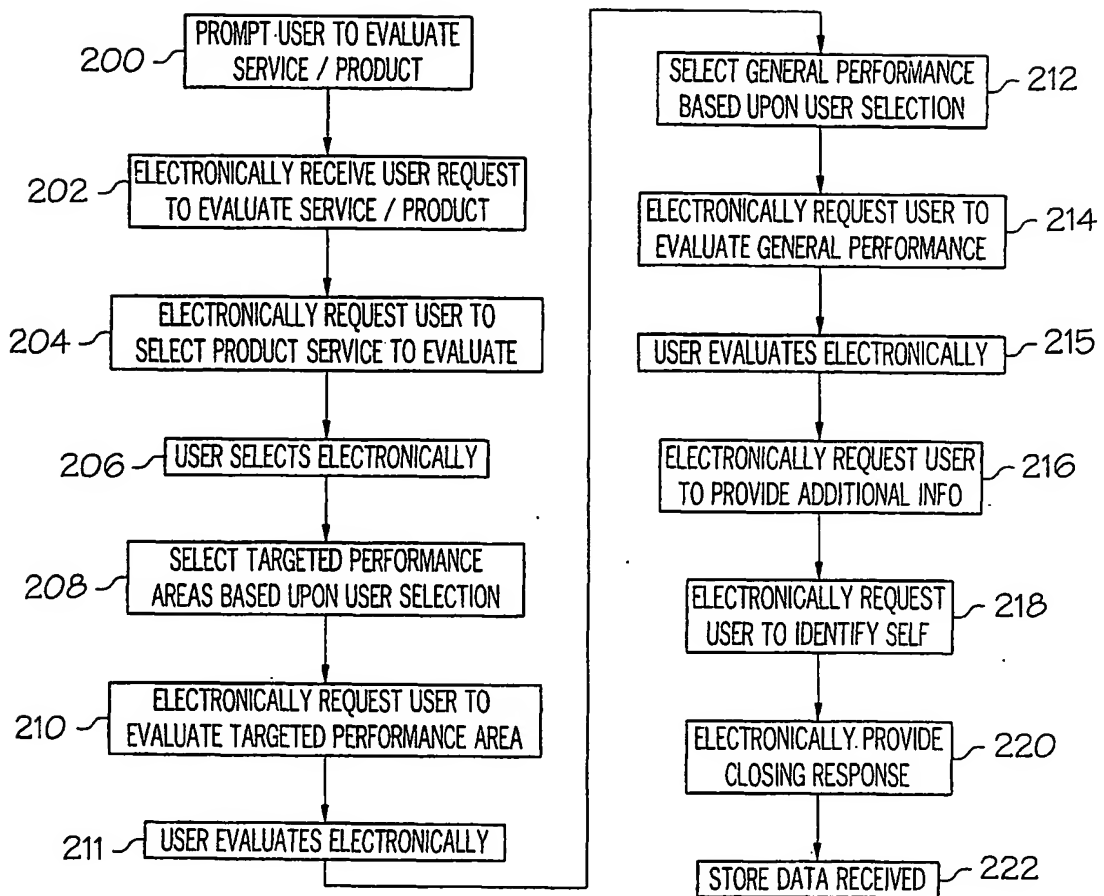 200
PROMPT USER TO EVALUATE
SERVICE / PRODUCT
202
ELECTRONICALLY RECEIVE USER REQUEST
TO EVALUATE SERVICE / PRODUCT
204
ELECTRONICALLY REQUEST USER TO
SELECT PRODUCT SERVICE TO EVALUATE
206
USER SELECTS ELECTRONICALLY
208
SELECT TARGETED PERFORMANCE
AREAS BASED UPON USER SELECTION
210
ELECTRONICALLY REQUEST USER TO
EVALUATE TARGETED PERFORMANCE AREA
211
USER EVALUATES ELECTRONICALLY
SELECT GENERAL PERFORMANCE
BASED UPON USER SELECTION
212
ELECTRONICALLY REQUEST USER TO
EVALUATE GENERAL PERFORMANCE
214
USER EVALUATES ELECTRONICALLY
215
ELECTRONICALLY REQUEST USER
TO PROVIDE ADDITIONAL INFO
216
ELECTRONICALLY REQUEST
USER TO IDENTIFY SELF
218
ELECTRONICALLY PROVIDE
CLOSING RESPONSE
220
STORE DATA RECEIVED
222